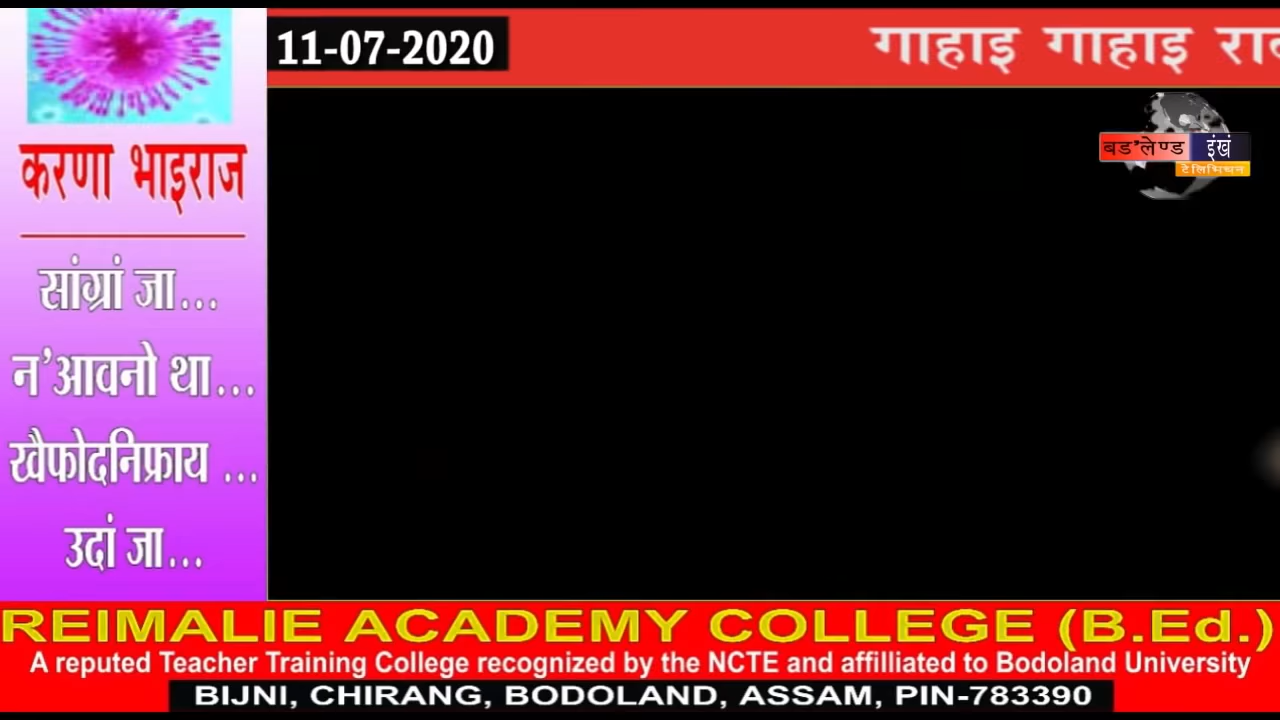 11-07-2020
गाहाइ गाहाइ
बड'लेण्ड इंखं
टेलिभिथन
करणा भाइराज
सांग्रां जा...
न'आवनो था...
खैफोदनिफ्राय ...
उदां जा...
REIMALIE ACADEMY COLLEGE (B.Ed.)
A reputed Teacher Training College recognized by the NCTE and affilliated to Bodoland University
BIJNI, CHIRANG, BODOLAND, ASSAM, PIN-783390